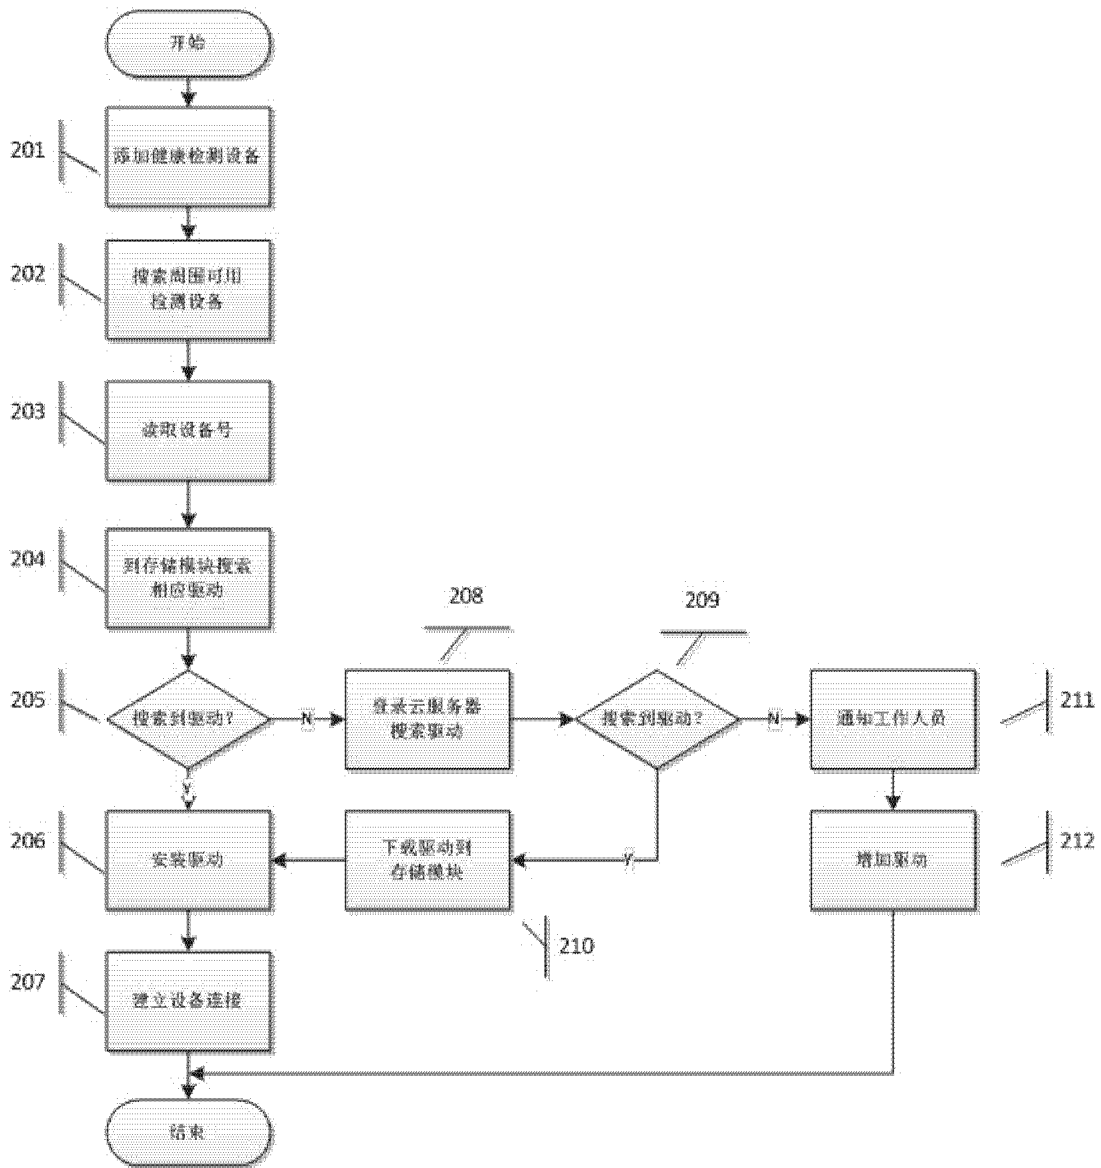 开始
201
添加健康检测设备
202
搜索周围可用
检测设备
203
读取设备号
204
到存储模块搜索
相应驱动
208
209
205
搜索到驱动?
N
登录云服务器
搜索驱动
搜索到驱动?
N
通知工作人员
211
Y
206
安装驱动
下载驱动到
存储模块
Y
增加驱动
212
210
207
建立设备连接
结束